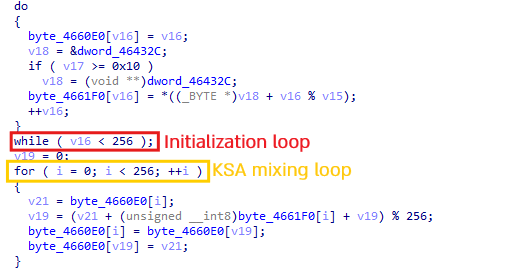 do
{
byte_4660E0[v16] = v16;
v18 = &dword_46432C;
if ( v17 >= 0x10 )
v18 = (void **)dword_46432C;
byte_4661F0[v16] = *((_BYTE *)v18 + v16 % v15);
++v16;
}
while ( v16 < 256 ); Initialization loop
v19 = 0;
for ( i = 0; i < 256; ++i ) KSA mixing loop
{
v21 = byte_4660E0[i];
v19 = (v21 + (unsigned __int8)byte_4661F0[i] + v19) % 256;
byte_4660E0[i] = byte_4660E0[v19];
byte_4660E0[v19] = v21;
}